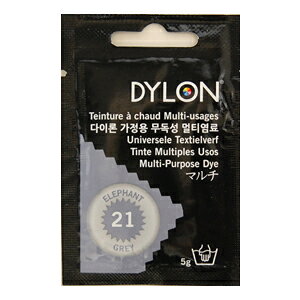 DYLON
Teinture à chaud Multi-usages
다이론 가정용 무독성 멀티염료
Universele Textielverf
Tinte Multiples Usos
Multi-Purpose Dye
マルチ
ELEPHANT
21
GREY
5g